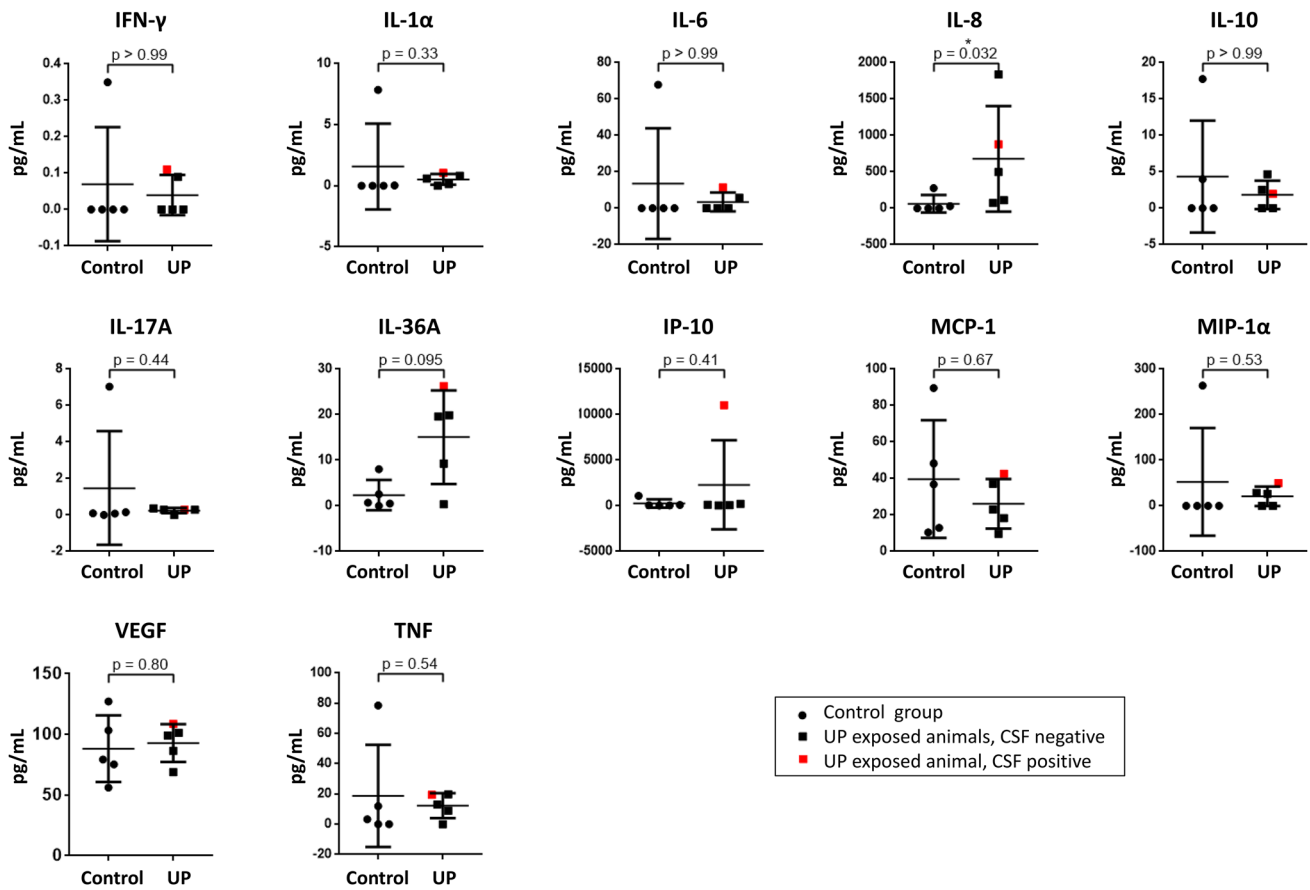 IFN-γ
IL-1α
IL-6
IL-8
IL-10
*
p > 0.99
p = 0.33
p > 0.99
p = 0.032
p > 0.99
pg/mL
0.4
0.3
0.2
0.1
0.0
-0.1
pg/mL
10
5
0
-5
pg/mL
80
60
40
20
0
-20
pg/mL
2000
1500
1000
500
0
-500
pg/mL
20
15
10
5
0
-5
Control UP
Control UP
Control UP
Control UP
Control UP
IL-17A
IL-36A
IP-10
MCP-1
MIP-1α
p = 0.44
p = 0.095
p = 0.41
p = 0.67
p = 0.53
pg/mL
8
6
4
2
0
-2
pg/mL
30
20
10
0
-10
pg/mL
15000
10000
5000
0
-5000
pg/mL
100
80
60
40
20
0
pg/mL
300
200
100
0
-100
Control UP
Control UP
Control UP
Control UP
Control UP
VEGF
TNF
p = 0.80
p = 0.54
pg/mL
150
100
50
0
pg/mL
100
80
60
40
20
0
-20
Control UP
Control UP
Control group
UP exposed animals, CSF negative
UP exposed animal, CSF positive